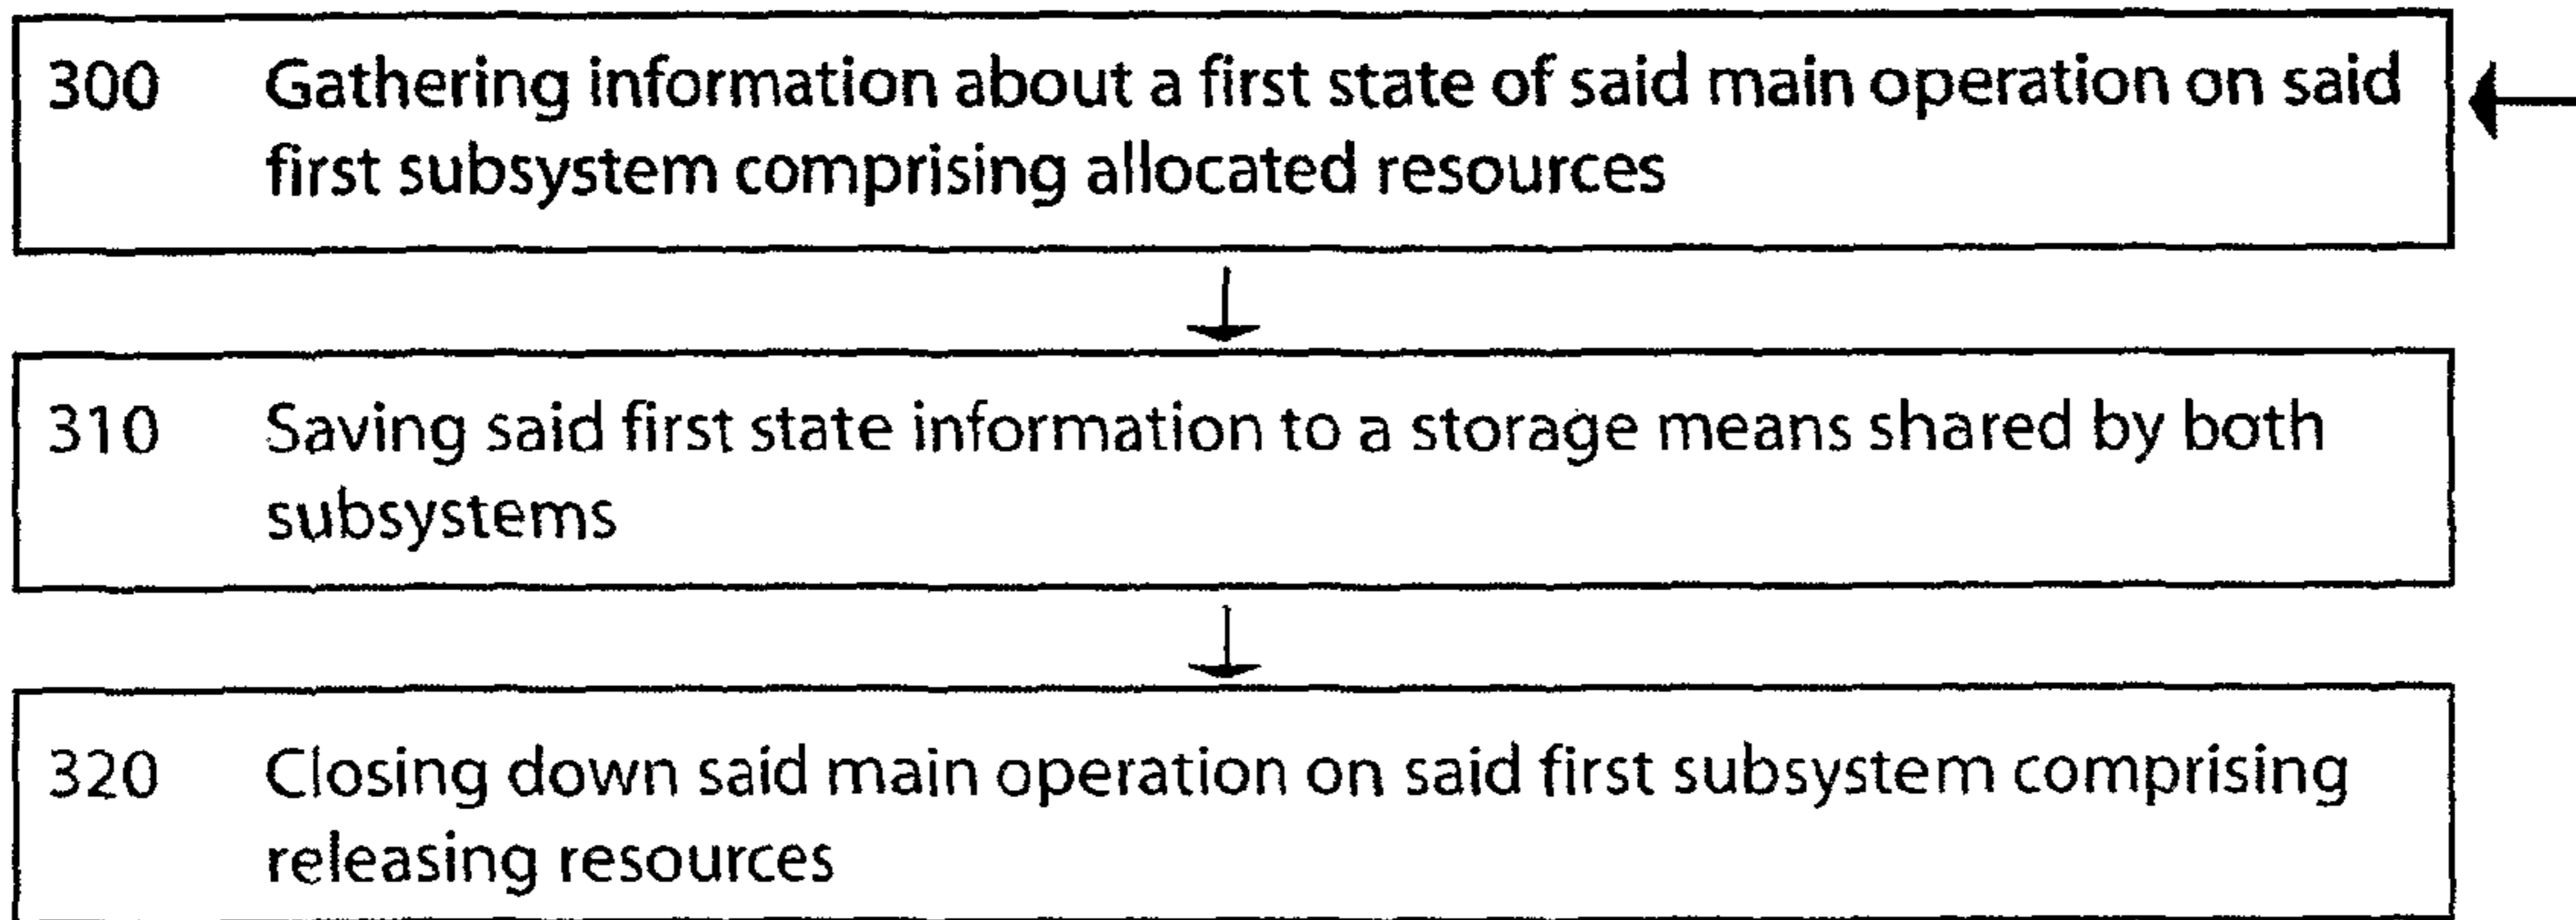 300 Gathering information about a first state of said main operation on said
first subsystem comprising allocated resources
310 Saving said first state information to a storage means shared by both
subsystems
320 Closing down said main operation on said first subsystem comprising
releasing resources